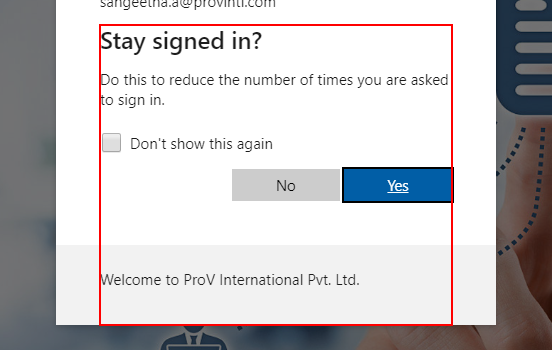 sangeetha.a@provintl.com
Stay signed in?
Do this to reduce the number of times you are asked
to sign in.
Don't show this again
No
Yes
Welcome to ProV International Pvt. Ltd.